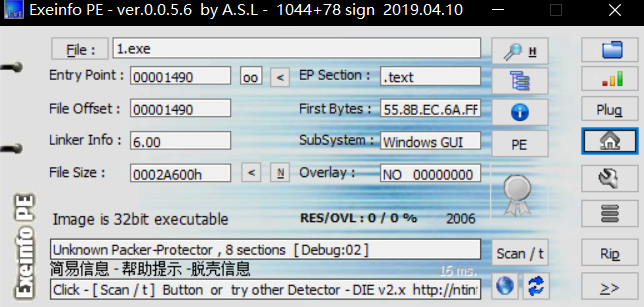 Exeinfo PE - ver.0.0.5.6 by A.S.L - 1044+78 sign 2019.04.10
File : 1.exe H
Entry Point : 00001490 oo < EP Section : .text
File Offset : 00001490 First Bytes : 55.8B.EC.6A.FF Plug
Linker Info : 6.00 SubSystem : Windows GUI PE
File Size : 0002A600h < N Overlay : NO 00000000
Image is 32bit executable RES/OVL : 0 / 0 % 2006
Exeinfo PE
Unknown Packer-Protector , 8 sections [ Debug:02 ] Scan / t Rip
简易信息 - 帮助提示 - 脱壳信息 15 ms.
Click - [ Scan / t ] Button or try other Detector - DIE v2.x http://ntin >>